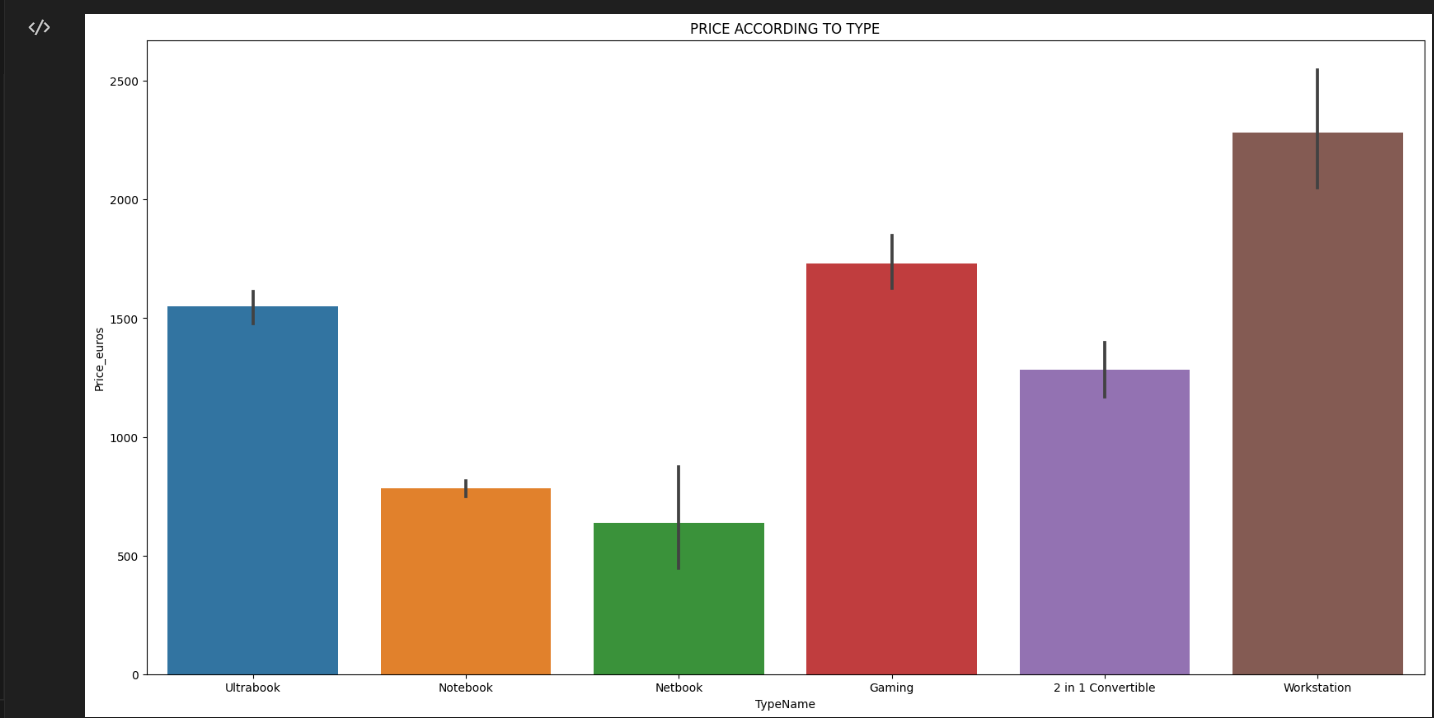 </>
PRICE ACCORDING TO TYPE
2500
2000
1500
1000
500
0
Price_euros
Ultrabook Notebook Netbook Gaming 2 in 1 Convertible Workstation
TypeName